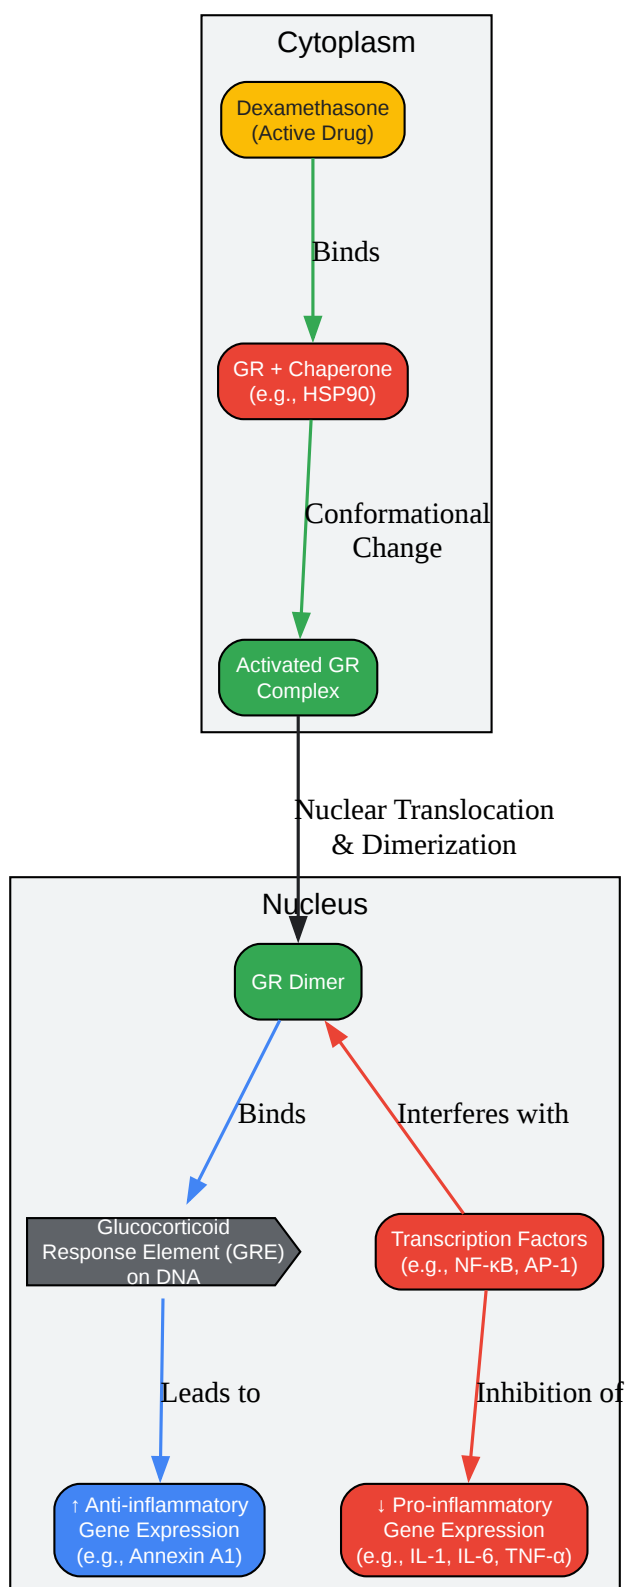 Cytoplasm
Dexamethasone
(Active Drug)
Binds
GR + Chaperone
(e.g., HSP90)
Conformational
Change
Activated GR
Complex
Nuclear Translocation
& Dimerization
Nucleus
GR Dimer
Binds
Interferes with
Glucocorticoid
Response Element (GRE)
on DNA
Transcription Factors
(e.g., NF-κB, AP-1)
Leads to
Inhibition of
↑ Anti-inflammatory
Gene Expression
(e.g., Annexin A1)
↓ Pro-inflammatory
Gene Expression
(e.g., IL-1, IL-6, TNF-α)